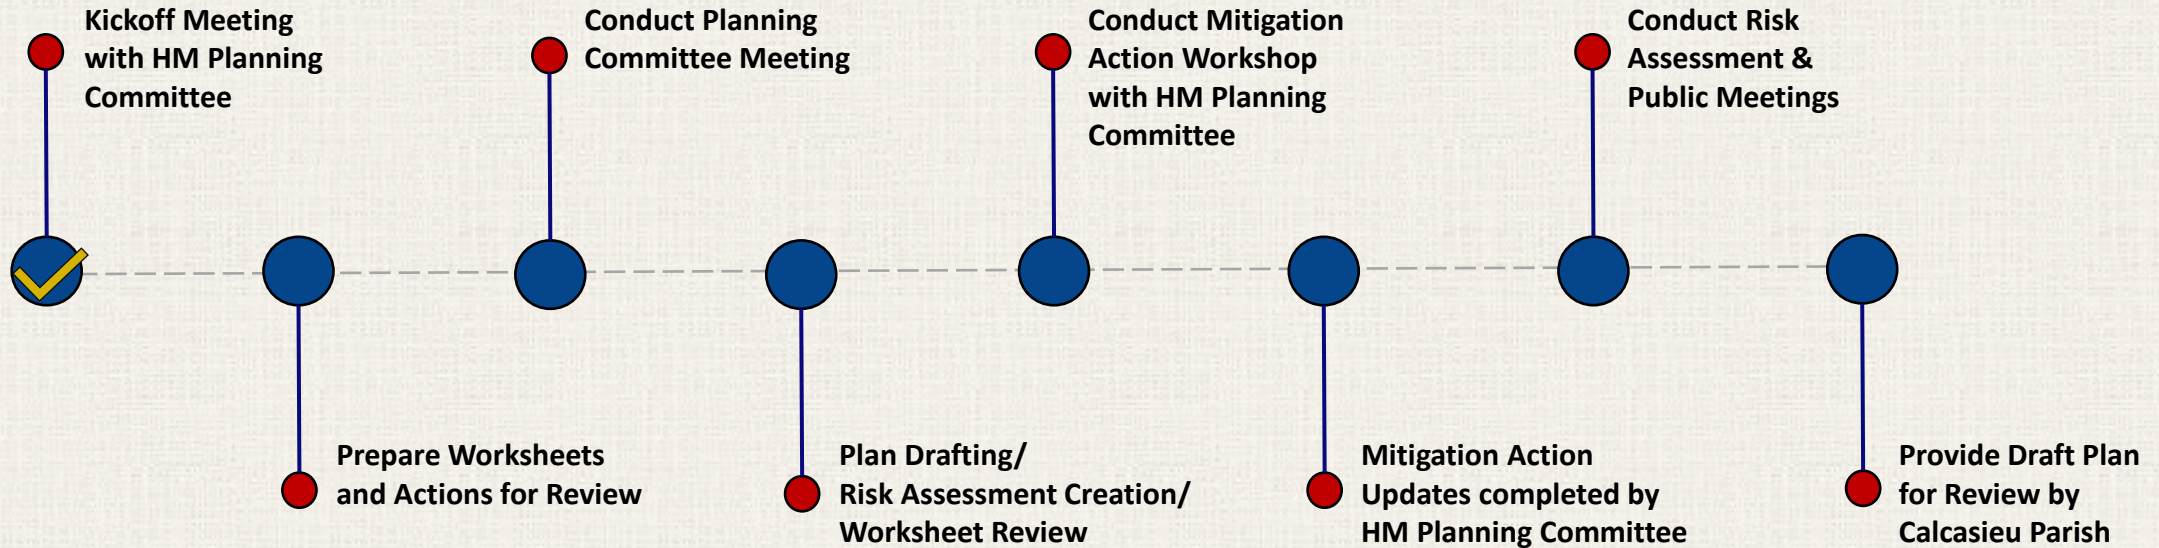 Kickoff Meeting
with HM Planning
Committee
Prepare Worksheets
and Actions for Review
Conduct Planning
Committee Meeting
Plan Drafting/
Risk Assessment Creation/
Worksheet Review
Conduct Mitigation
Action Workshop
with HM Planning
Committee
Mitigation Action
Updates completed by
HM Planning Committee
Conduct Risk
Assessment &
Public Meetings
Provide Draft Plan
for Review by
Calcasieu Parish